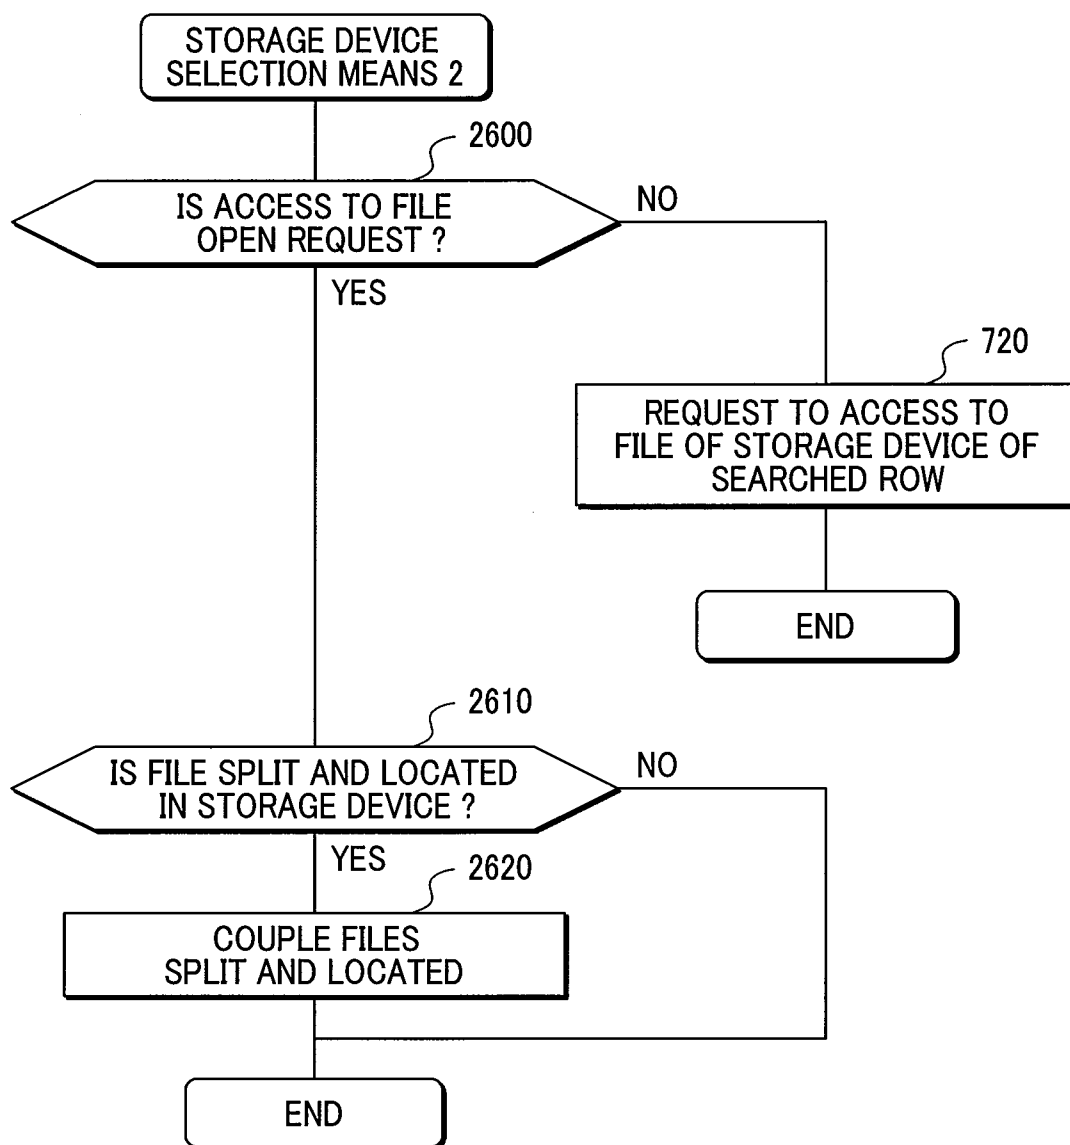 STORAGE DEVICE
SELECTION MEANS 2
2600
IS ACCESS TO FILE
OPEN REQUEST ?
NO
YES
720
REQUEST TO ACCESS TO
FILE OF STORAGE DEVICE OF
SEARCHED ROW
END
2610
IS FILE SPLIT AND LOCATED
IN STORAGE DEVICE ?
NO
YES
2620
COUPLE FILES
SPLIT AND LOCATED
END